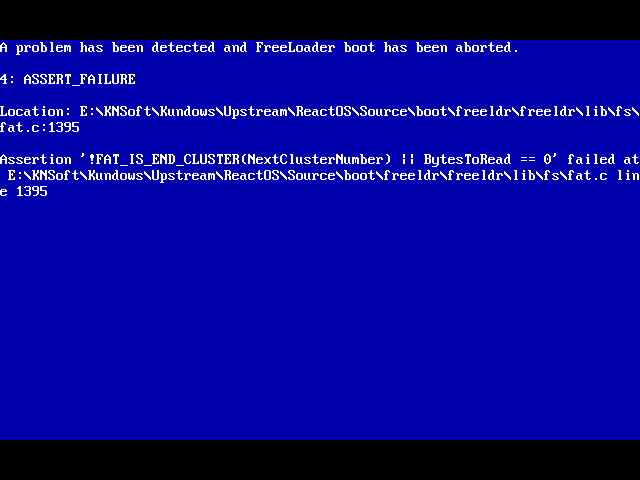 A problem has been detected and FreeLoader boot has been aborted.
4: ASSERT_FAILURE
Location: E:\KNSoft\Kundows\Upstream\ReactOS\Source\boot\freeldr\freeldr\lib\fs\
fat.c:1395
Assertion '!FAT_IS_END_CLUSTER(NextClusterNumber) || BytesToRead == 0' failed at
 E:\KNSoft\Kundows\Upstream\ReactOS\Source\boot\freeldr\freeldr\lib\fs\fat.c lin
e 1395